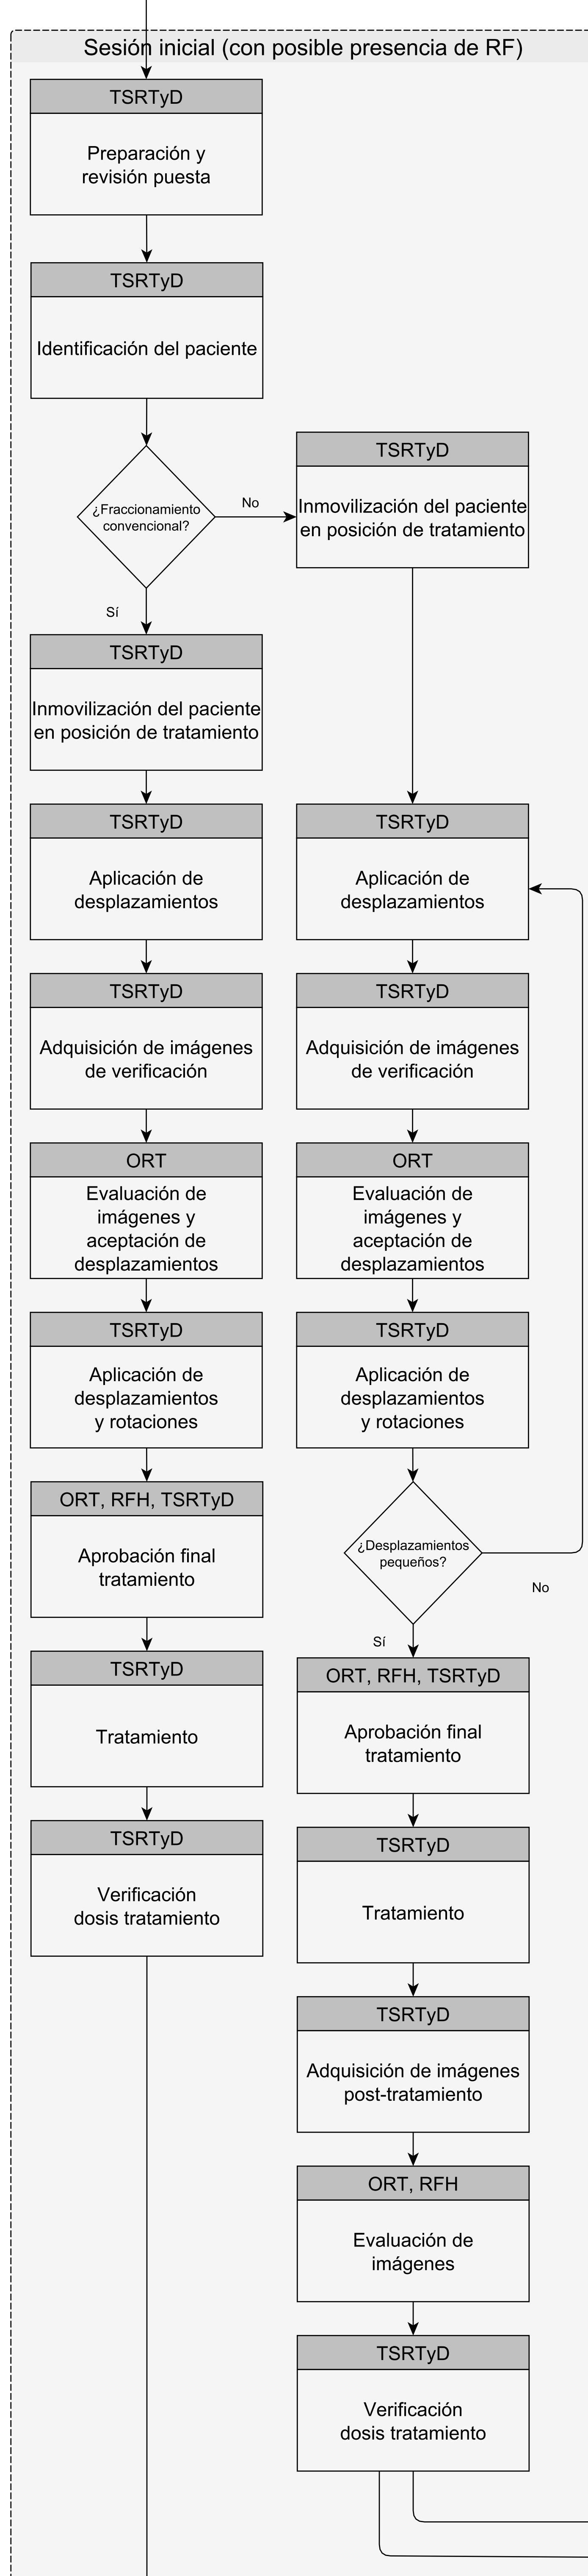 Sesión inicial (con posible presencia de RF)
TSRTyD
Preparación y
revisión puesta
TSRTyD
Identificación del paciente
¿Fraccionamiento
convencional?
No
Sí
TSRTyD
Inmovilización del paciente
en posición de tratamiento
TSRTyD
Aplicación de
desplazamientos
TSRTyD
Adquisición de imágenes
de verificación
ORT
Evaluación de
imágenes y
aceptación de
desplazamientos
TSRTyD
Aplicación de
desplazamientos
y rotaciones
ORT, RFH, TSRTyD
Aprobación final
tratamiento
TSRTyD
Tratamiento
TSRTyD
Verificación
dosis tratamiento
TSRTyD
Inmovilización del paciente
en posición de tratamiento
TSRTyD
Aplicación de
desplazamientos
TSRTyD
Adquisición de imágenes
de verificación
ORT
Evaluación de
imágenes y
aceptación de
desplazamientos
TSRTyD
Aplicación de
desplazamientos
y rotaciones
¿Desplazamientos
pequeños?
No
Sí
ORT, RFH, TSRTyD
Aprobación final
tratamiento
TSRTyD
Tratamiento
TSRTyD
Adquisición de imágenes
post-tratamiento
ORT, RFH
Evaluación de
imágenes
TSRTyD
Verificación
dosis tratamiento